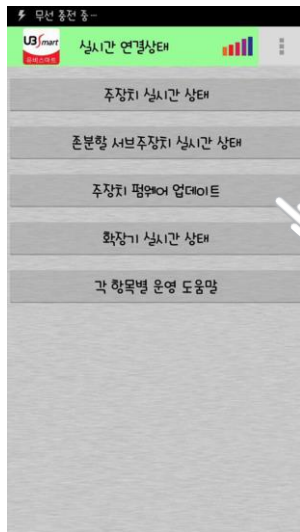 무선 충전 중…
UBSmart
유비스마트
실시간 연결상태
주장치 실시간 상태
존분할 서브주장치 실시간 상태
주장치 펌웨어 업데이트
확장기 실시간 상태
각 항목별 운영 도움말